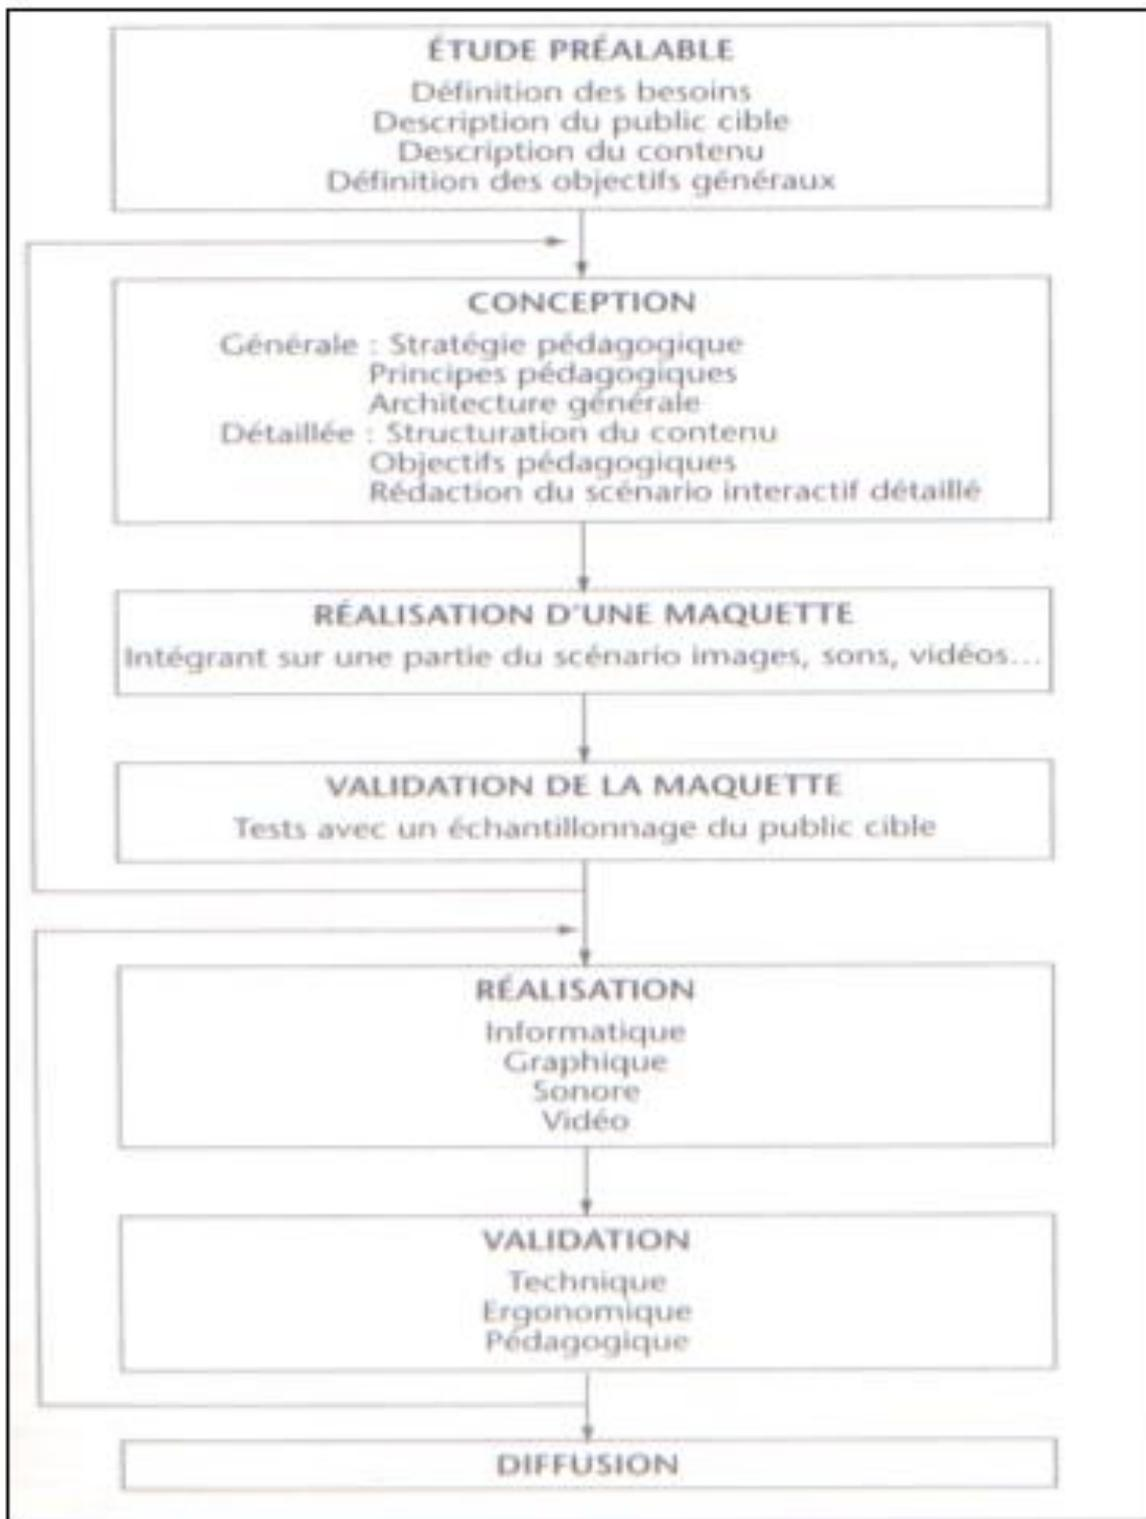 ÉTUDE PRÉALABLE
Définition des besoins
Description du public cible
Description du contenu
Définition des objectifs généraux
CONCEPTION
Générale : Stratégie pédagogique
Principes pédagogiques
Architecture générale
Détaillée : Structuration du contenu
Objectifs pédagogiques
Rédaction du scénario interactif détaillé
RÉALISATION D'UNE MAQUETTE
Intégrant sur une partie du scénario images, sons, vidéos...
VALIDATION DE LA MAQUETTE
Tests avec un échantillonnage du public cible
RÉALISATION
Informatique
Graphique
Sonore
Vidéo
VALIDATION
Technique
Ergonomique
Pédagogique
DIFFUSION